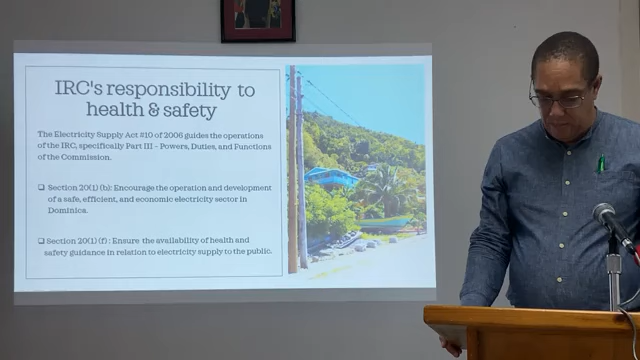 IRC's responsibility to
health & safety
The Electricity Supply Act #10 of 2006 guides the operations
of the IRC, specifically Part III – Powers, Duties, and Functions
of the Commission.
Section 20(1) (b): Encourage the operation and development
of a safe, efficient, and economic electricity sector in
Dominica.
Section 20(1) (f) : Ensure the availability of health and
safety guidance in relation to electricity supply to the public.